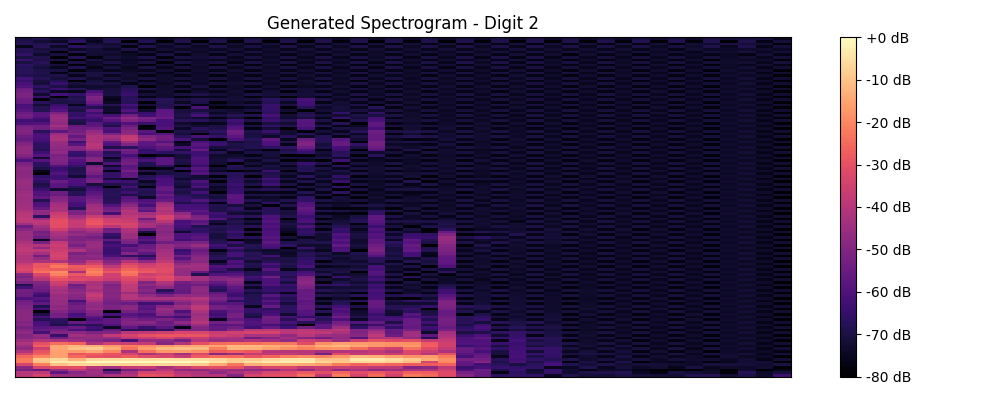 Generated Spectrogram - Digit 2
+0 dB
-10 dB
-20 dB
-30 dB
-40 dB
-50 dB
-60 dB
-70 dB
-80 dB